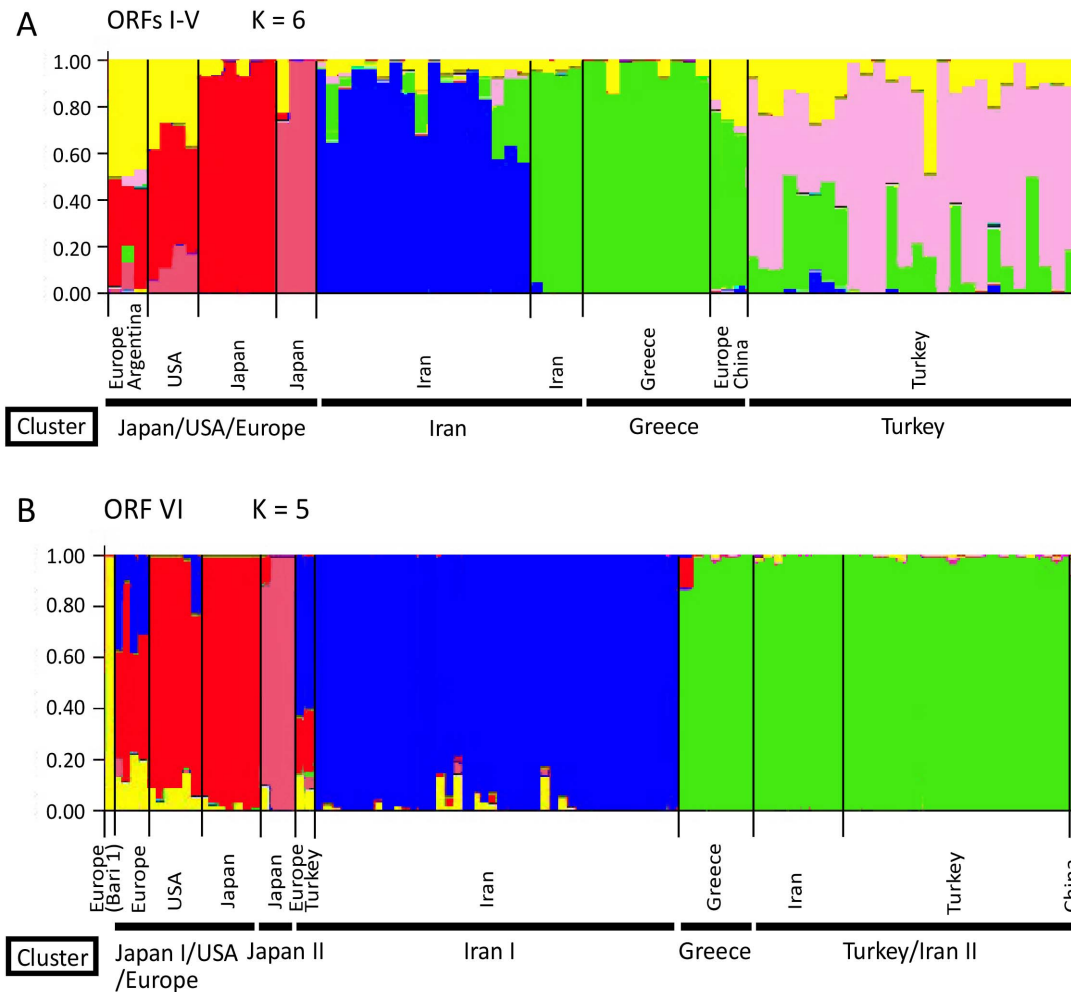 A
ORFs I-V K = 6
1.00
0.80
0.60
0.40
0.20
0.00
Europe
Argentina
USA
Japan
Japan
Iran
Iran
Greece
Europe
China
Turkey
Cluster
Japan/USA/Europe
Iran
Greece
Turkey
B
ORF VI K = 5
1.00
0.80
0.60
0.40
0.20
0.00
Europe
(Bari 1)
Europe
USA
Japan
Japan
Europe
Turkey
Iran
Greece
Iran
Turkey
China
Cluster
Japan I/USA
/Europe
Japan II
Iran I
Greece
Turkey/Iran II